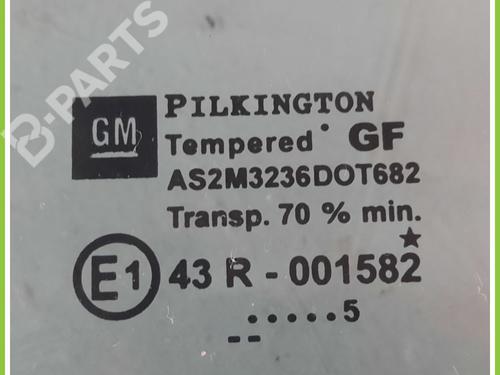 B-PARTS
GM
PILKINGTON
Tempered GF
AS2M3236DOT682
Transp. 70 % min.
E1 43 R - 001582
.....5
--